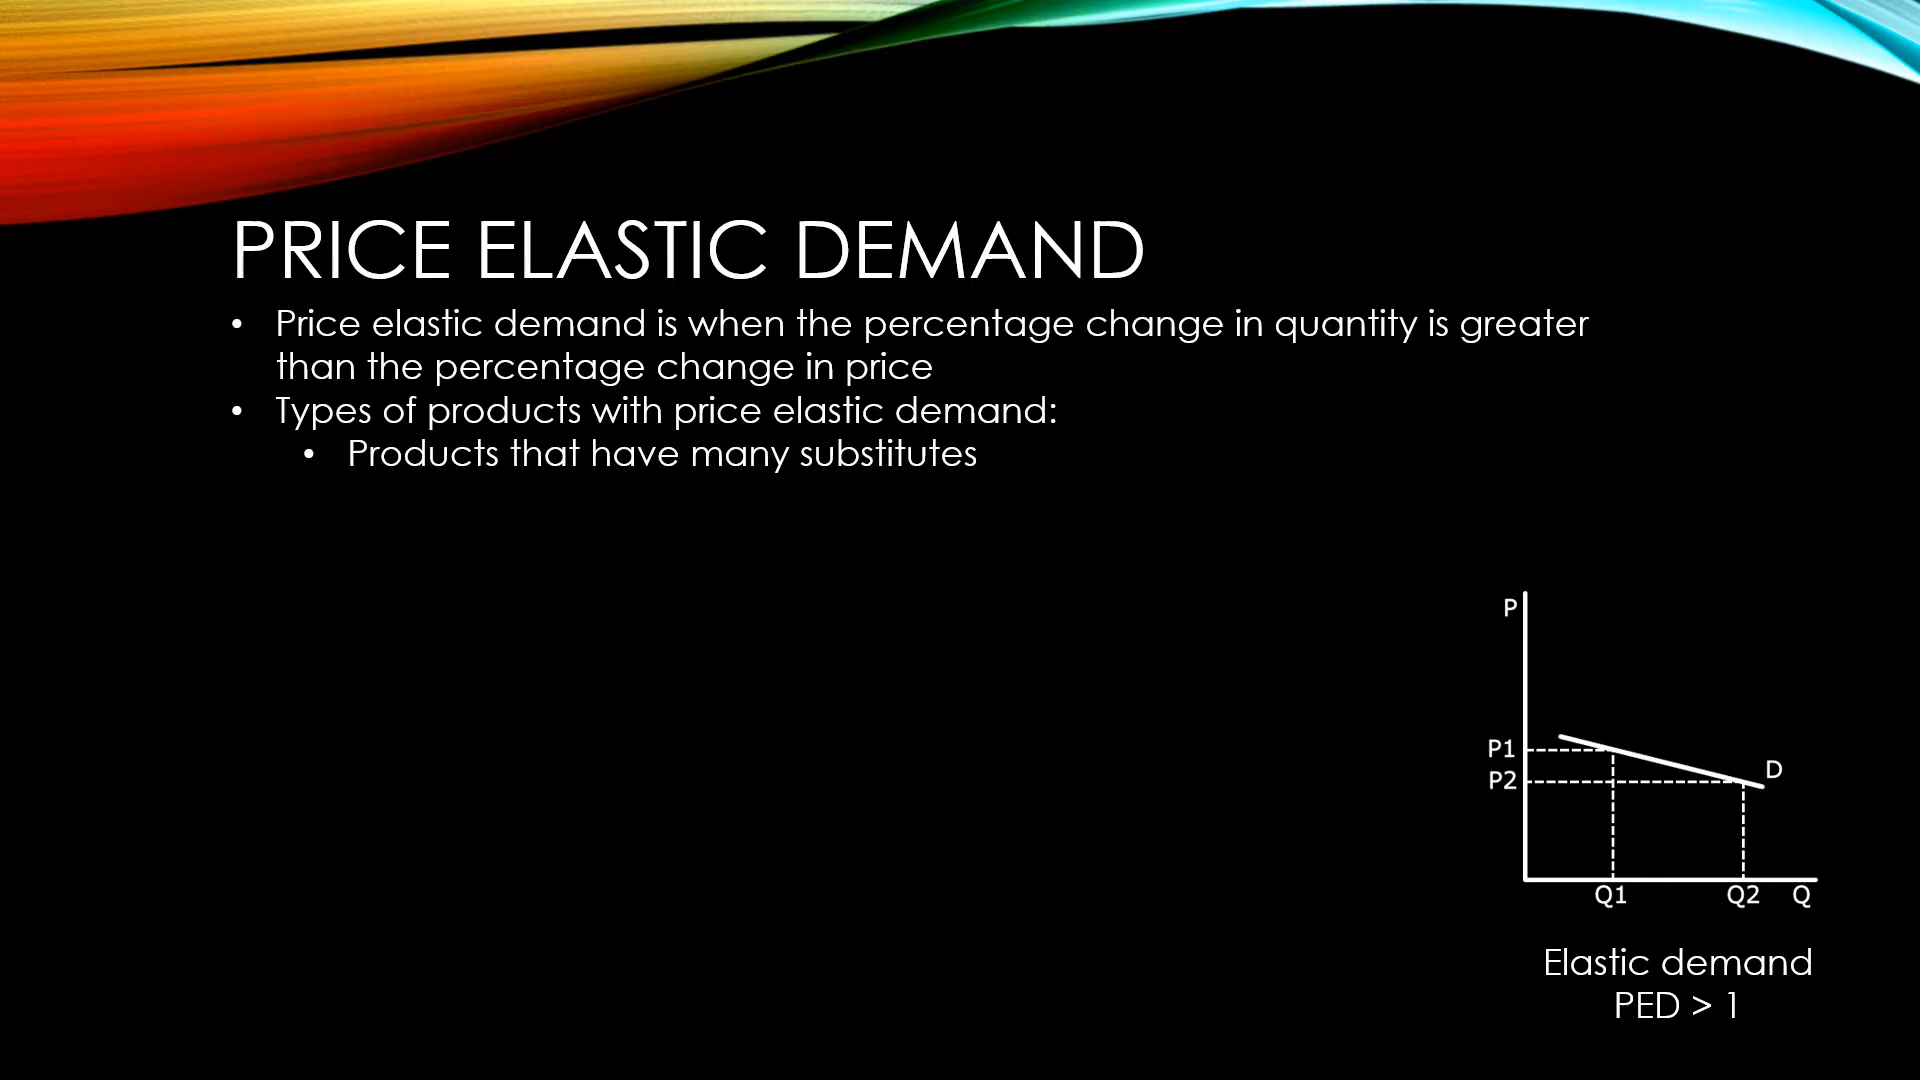 PRICE ELASTIC DEMAND
• Price elastic demand is when the percentage change in quantity is greater
than the percentage change in price
• Types of products with price elastic demand:
• Products that have many substitutes
P
P1
D
P2
Q1 Q2 Q
Elastic demand
PED > 1